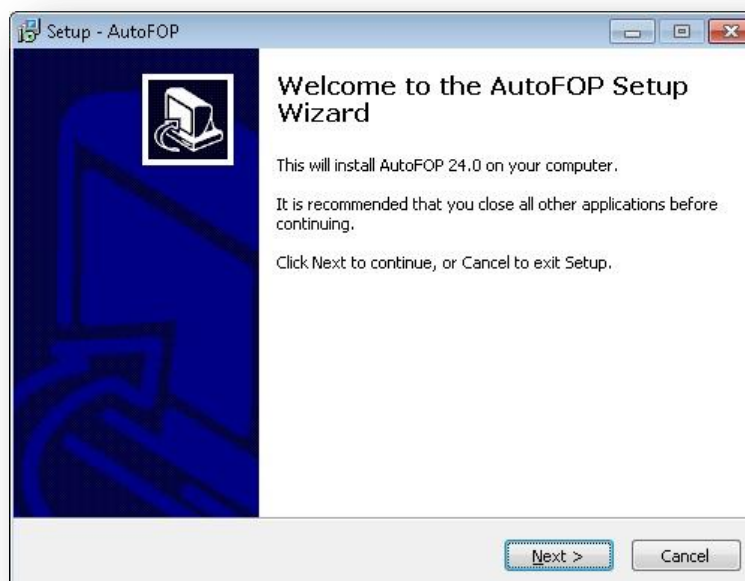 Setup - AutoFOP
Welcome to the AutoFOP Setup
Wizard
This will install AutoFOP 24.0 on your computer.
It is recommended that you close all other applications before
continuing.
Click Next to continue, or Cancel to exit Setup.
Next >
Cancel